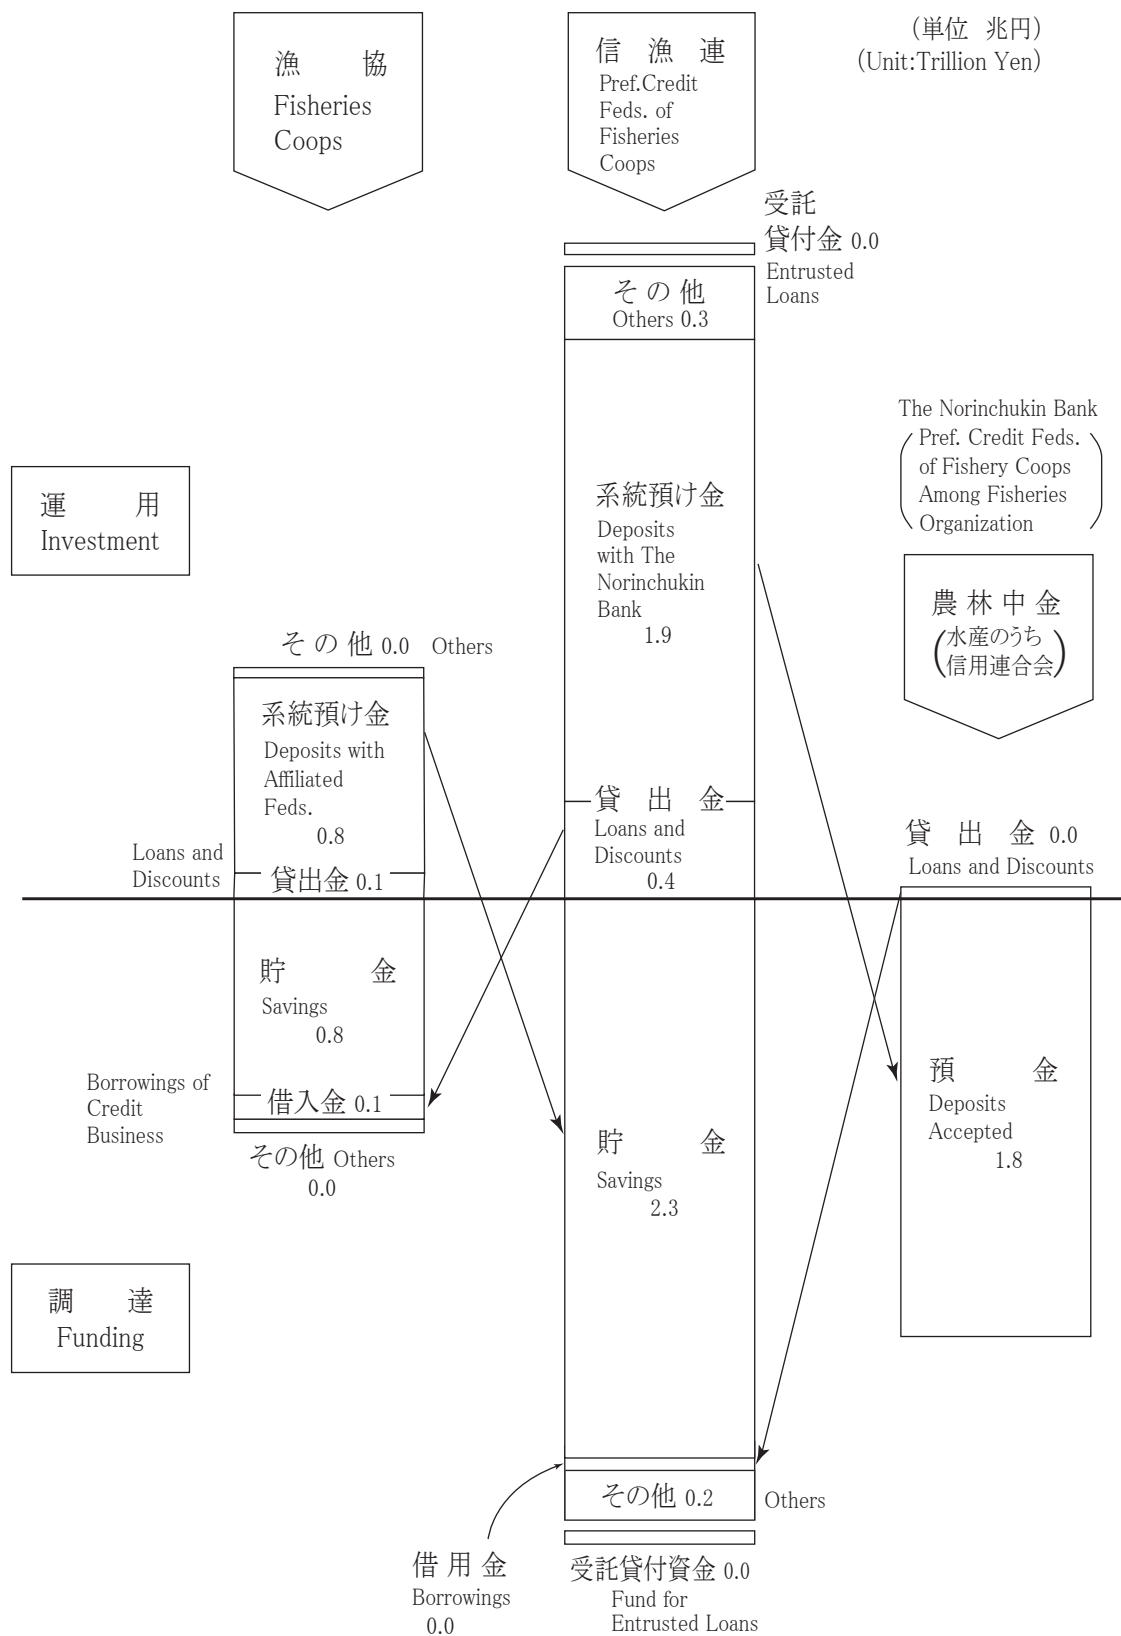 (単位 兆円)
(Unit:Trillion Yen)
漁 協
Fisheries
Coops
信 漁 連
Pref.Credit
Feds. of
Fisheries
Coops
受託
貸付金 0.0
Entrusted
Loans
その他
Others 0.3
系統預け金
Deposits
with The
Norinchukin
Bank
1.9
貸 出 金
Loans and
Discounts
0.4
The Norinchukin Bank
(Pref. Credit Feds.
of Fishery Coops
Among Fisheries
Organization)
農林中金
(水産のうち
信用連合会)
運 用
Investment
その他 0.0 Others
系統預け金
Deposits with
Affiliated
Feds.
0.8
Loans and
Discounts
貸出金 0.1
貸 出 金 0.0
Loans and Discounts
貯 金
Savings
0.8
Borrowings of
Credit
Business
借入金 0.1
その他 Others
0.0
貯 金
Savings
2.3
預 金
Deposits
Accepted
1.8
調 達
Funding
その他 0.2 Others
借用金
Borrowings
0.0
受託貸付資金 0.0
Fund for
Entrusted Loans